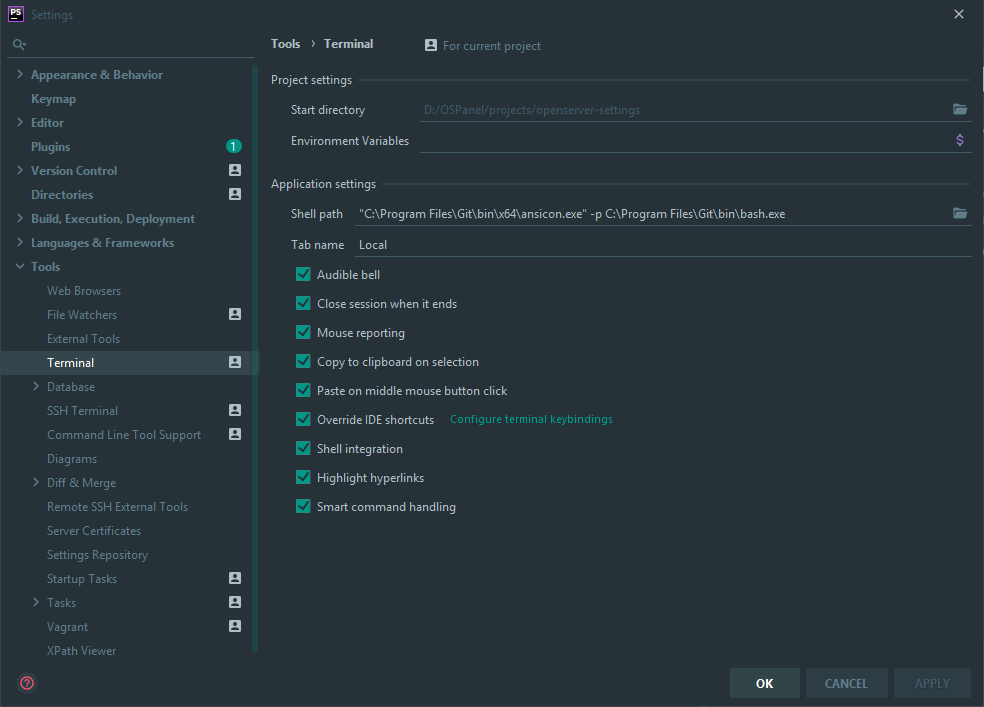 PS Settings
Tools › Terminal For current project
Appearance & Behavior
Keymap
Editor
Plugins 1
Version Control
Directories
Build, Execution, Deployment
Languages & Frameworks
Tools
Web Browsers
File Watchers
External Tools
Terminal
Database
SSH Terminal
Command Line Tool Support
Diagrams
Diff & Merge
Remote SSH External Tools
Server Certificates
Settings Repository
Startup Tasks
Tasks
Vagrant
XPath Viewer
Project settings
Start directory D:/OSPanel/projects/openserver-settings
Environment Variables $
Application settings
Shell path "C:\Program Files\Git\bin\x64\ansicon.exe" -p C:\Program Files\Git\bin\bash.exe
Tab name Local
Audible bell
Close session when it ends
Mouse reporting
Copy to clipboard on selection
Paste on middle mouse button click
Override IDE shortcuts Configure terminal keybindings
Shell integration
Highlight hyperlinks
Smart command handling
? OK CANCEL APPLY